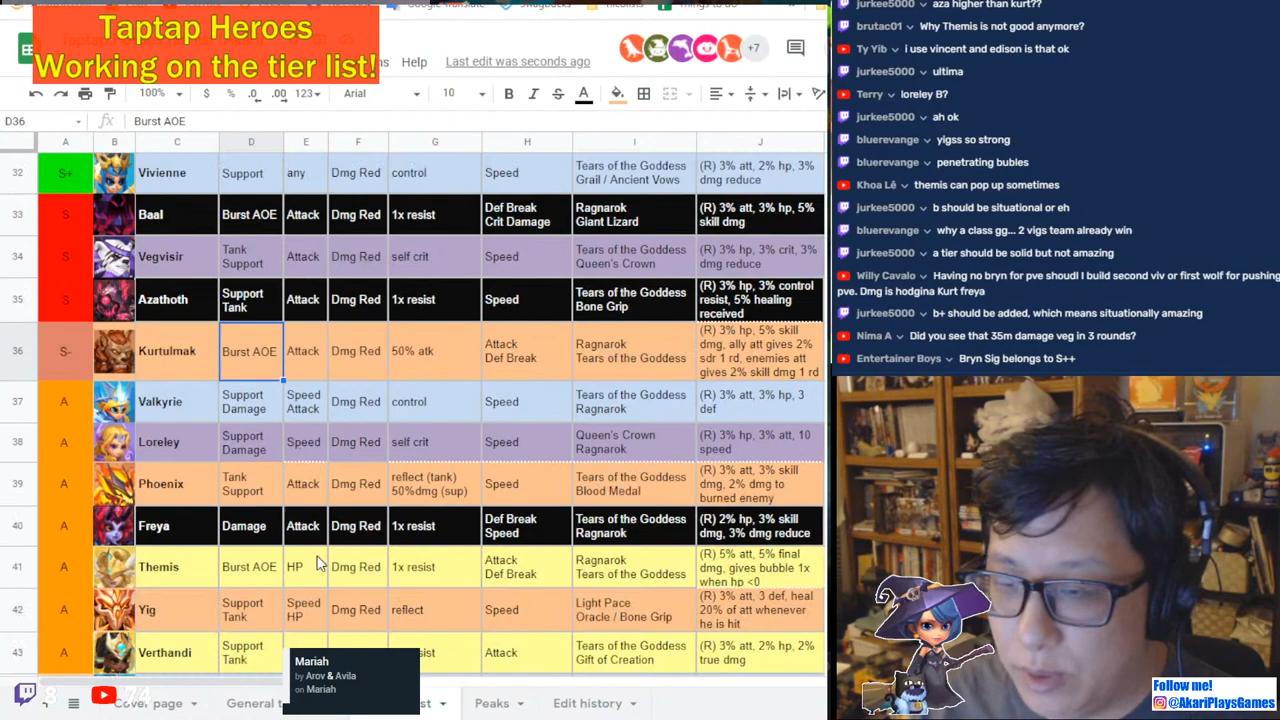 Taptap Heroes
Working on the tier list!
Google Translate
Swagbucks
Things to do
+7
Help
Last edit was seconds ago
100%
$
%
.0
.00
123
Arial
10
B
I
S
A
D36
fx
Burst AOE
A B C D E F G H I J
32 S+ Vivienne Support any Dmg Red control Speed Tears of the Goddess (R) 3% att, 2% hp, 3%
Grail / Ancient Vows dmg reduce
33 S Baal Burst AOE Attack Dmg Red 1x resist Def Break Ragnarok (R) 3% att, 3% hp, 5%
Crit Damage Giant Lizard skill dmg
34 S Vegvisir Tank Attack Dmg Red self crit Speed Tears of the Goddess (R) 3% hp, 3% crit, 3%
Support Queen's Crown dmg reduce
35 S Azathoth Support Attack Dmg Red 1x resist Speed Tears of the Goddess (R) 3% hp, 3% control
Tank Bone Grip resist, 5% healing
received
36 S- Kurtulmak Burst AOE Attack Dmg Red 50% atk Attack Ragnarok (R) 3% hp, 5% skill
Def Break Tears of the Goddess dmg, ally att gives 2%
sdr 1 rd, enemies att
gives 2% skill dmg 1 rd
37 A Valkyrie Support Speed Dmg Red control Speed Tears of the Goddess (R) 3% att, 3% hp, 3
Damage Attack Ragnarok def
38 A Loreley Support Speed Dmg Red self crit Speed Queen's Crown (R) 3% hp, 3% att, 10
Damage Ragnarok speed
39 A Phoenix Tank Attack Dmg Red reflect (tank) Speed Tears of the Goddess (R) 3% att, 3% skill
Support 50%dmg (sup) Blood Medal dmg, 2% dmg to
burned enemy
40 A Freya Damage Attack Dmg Red 1x resist Def Break Tears of the Goddess (R) 2% hp, 3% skill
Speed Ragnarok dmg, 3% dmg reduce
41 A Themis Burst AOE HP Dmg Red 1x resist Attack Ragnarok (R) 5% att, 5% final
Def Break Tears of the Goddess dmg, gives bubble 1x
when hp <0
42 A Yig Support Speed Dmg Red reflect Speed Light Pace (R) 3% att, 3 def, heal
Tank HP Oracle / Bone Grip 20% of att whenever
he is hit
43 A Verthandi Support Attack Tears of the Goddess (R) 3% att, 2% hp, 2%
Tank Gift of Creation true dmg
Mariah
by Arov & Avila
on Mariah
8
74
Cover page
General t
Peaks
Edit history
jurkee5000 aza higher than kurt??
brutac01 Why Themis is not good anymore?
Ty Yib i use vincent and edison is that ok
jurkee5000 ultima
Terry loreley B?
jurkee5000 ah ok
bluerevange yigss so strong
bluerevange penetrating bubles
Khoa Lê themis can pop up sometimes
jurkee5000 b should be situational or eh
bluerevange why a class gg... 2 vigs team already win
jurkee5000 a tier should be solid but not amazing
Willy Cavalo Having no bryn for pve shoudl I build second viv or first wolf for pushing
pve. Dmg is hodgina Kurt freya
jurkee5000 b+ should be added, which means situationally amazing
Nima A Did you see that 35m damage veg in 3 rounds?
Entertainer Boys Bryn Sig belongs to S++
Follow me!
@AkariPlaysGames